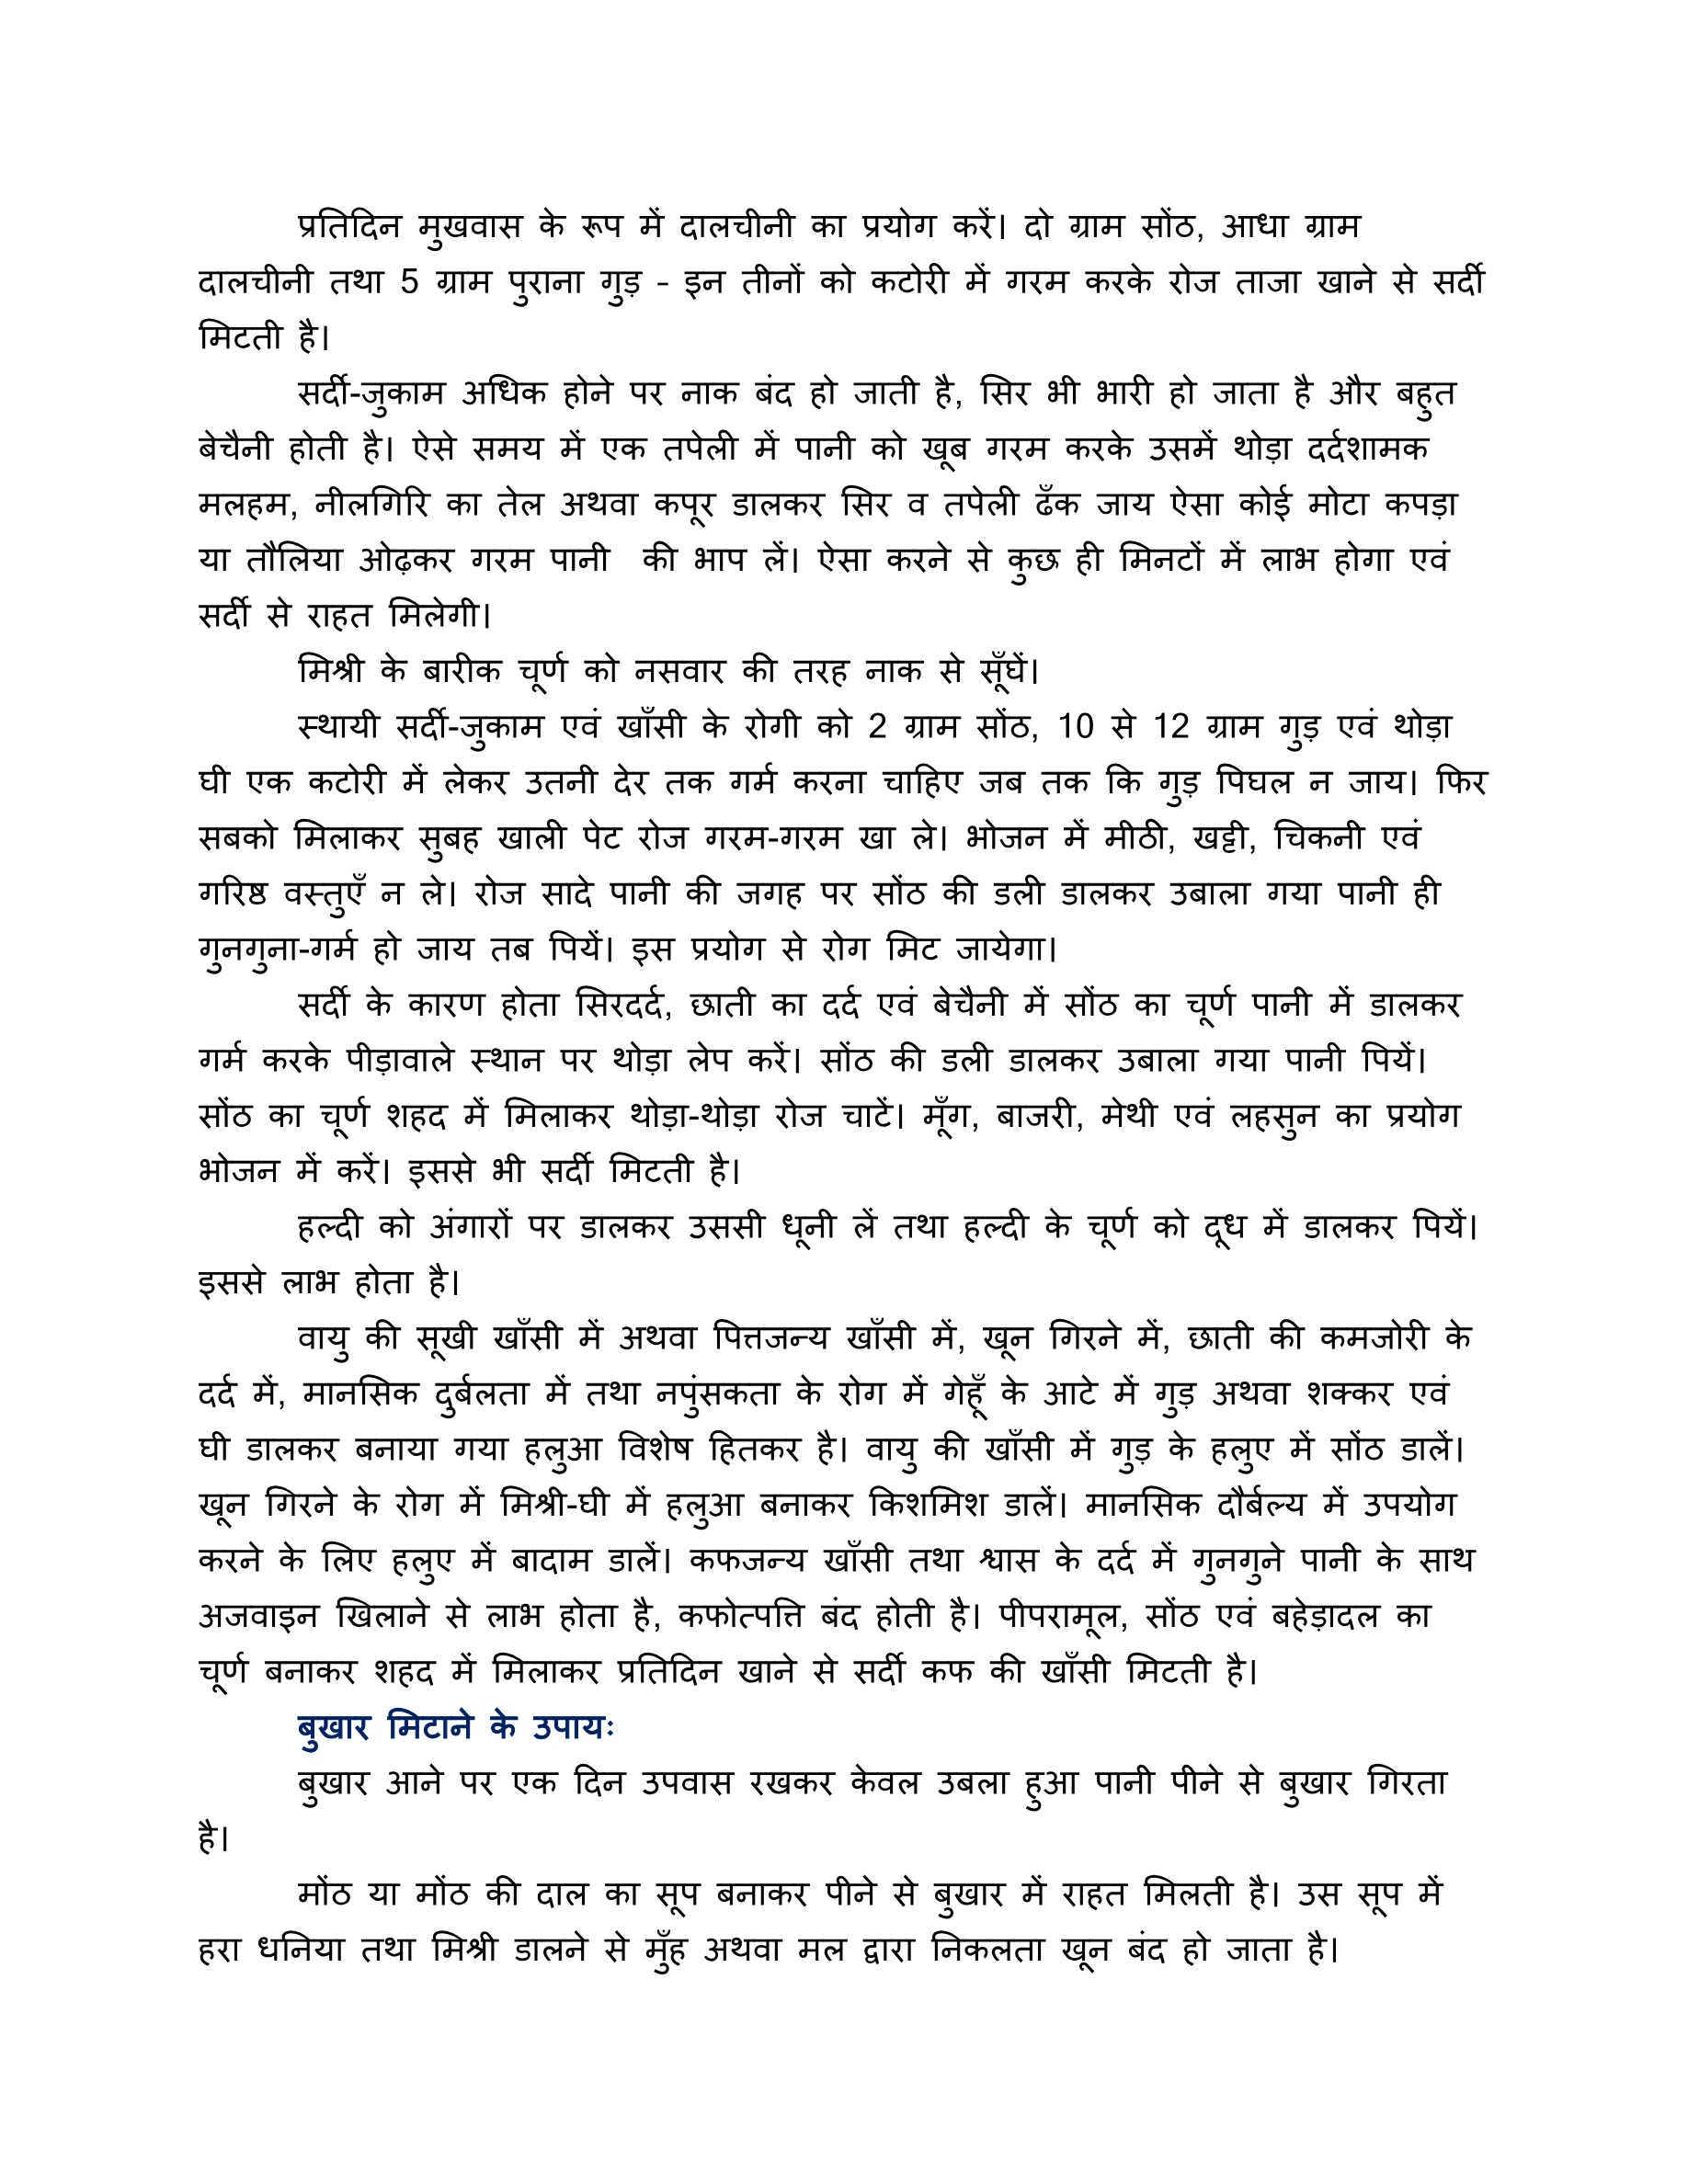 प्रतिदिन मुखवास के रूप में दालचीनी का प्रयोग करें। दो ग्राम सोंठ, आधा ग्राम
दालचीनी तथा 5 ग्राम पुराना गुड़ – इन तीनों को कटोरी में गरम करके रोज ताजा खाने से सर्दी
मिटती है।
सर्दी-जुकाम अधिक होने पर नाक बंद हो जाती है, सिर भी भारी हो जाता है और बहुत
बेचैनी होती है। ऐसे समय में एक तपेली में पानी को खूब गरम करके उसमें थोड़ा दर्दशामक
मलहम, नीलगिरि का तेल अथवा कपूर डालकर सिर व तपेली ढँक जाय ऐसा कोई मोटा कपड़ा
या तौलिया ओढ़कर गरम पानी की भाप लें। ऐसा करने से कुछ ही मिनटों में लाभ होगा एवं
सर्दी से राहत मिलेगी।
मिश्री के बारीक चूर्ण को नसवार की तरह नाक से सूँघें।
स्थायी सर्दी-जुकाम एवं खाँसी के रोगी को 2 ग्राम सोंठ, 10 से 12 ग्राम गुड़ एवं थोड़ा
घी एक कटोरी में लेकर उतनी देर तक गर्म करना चाहिए जब तक कि गुड़ पिघल न जाय। फिर
सबको मिलाकर सुबह खाली पेट रोज गरम-गरम खा ले। भोजन में मीठी, खट्टी, चिकनी एवं
गरिष्ठ वस्तुएँ न ले। रोज सादे पानी की जगह पर सोंठ की डली डालकर उबाला गया पानी ही
गुनगुना-गर्म हो जाय तब पियें। इस प्रयोग से रोग मिट जायेगा।
सर्दी के कारण होता सिरदर्द, छाती का दर्द एवं बेचैनी में सोंठ का चूर्ण पानी में डालकर
गर्म करके पीड़ावाले स्थान पर थोड़ा लेप करें। सोंठ की डली डालकर उबाला गया पानी पियें।
सोंठ का चूर्ण शहद में मिलाकर थोड़ा-थोड़ा रोज चाटें। मूँग, बाजरी, मेथी एवं लहसुन का प्रयोग
भोजन में करें। इससे भी सर्दी मिटती है।
हल्दी को अंगारों पर डालकर उससी धूनी लें तथा हल्दी के चूर्ण को दूध में डालकर पियें।
इससे लाभ होता है।
वायु की सूखी खाँसी में अथवा पित्तजन्य खाँसी में, खून गिरने में, छाती की कमजोरी के
दर्द में, मानसिक दुर्बलता में तथा नपुंसकता के रोग में गेहूँ के आटे में गुड़ अथवा शक्कर एवं
घी डालकर बनाया गया हलुआ विशेष हितकर है। वायु की खाँसी में गुड़ के हलुए में सोंठ डालें।
खून गिरने के रोग में मिश्री-घी में हलुआ बनाकर किशमिश डालें। मानसिक दौर्बल्य में उपयोग
करने के लिए हलुए में बादाम डालें। कफजन्य खाँसी तथा श्वास के दर्द में गुनगुने पानी के साथ
अजवाइन खिलाने से लाभ होता है, कफोत्पत्ति बंद होती है। पीपरामूल, सोंठ एवं बहेड़ादल का
चूर्ण बनाकर शहद में मिलाकर प्रतिदिन खाने से सर्दी कफ की खाँसी मिटती है।
बुखार मिटाने के उपायः
बुखार आने पर एक दिन उपवास रखकर केवल उबला हुआ पानी पीने से बुखार गिरता
है।
मोंठ या मोंठ की दाल का सूप बनाकर पीने से बुखार में राहत मिलती है। उस सूप में
हरा धनिया तथा मिश्री डालने से मुँह अथवा मल द्वारा निकलता खून बंद हो जाता है।